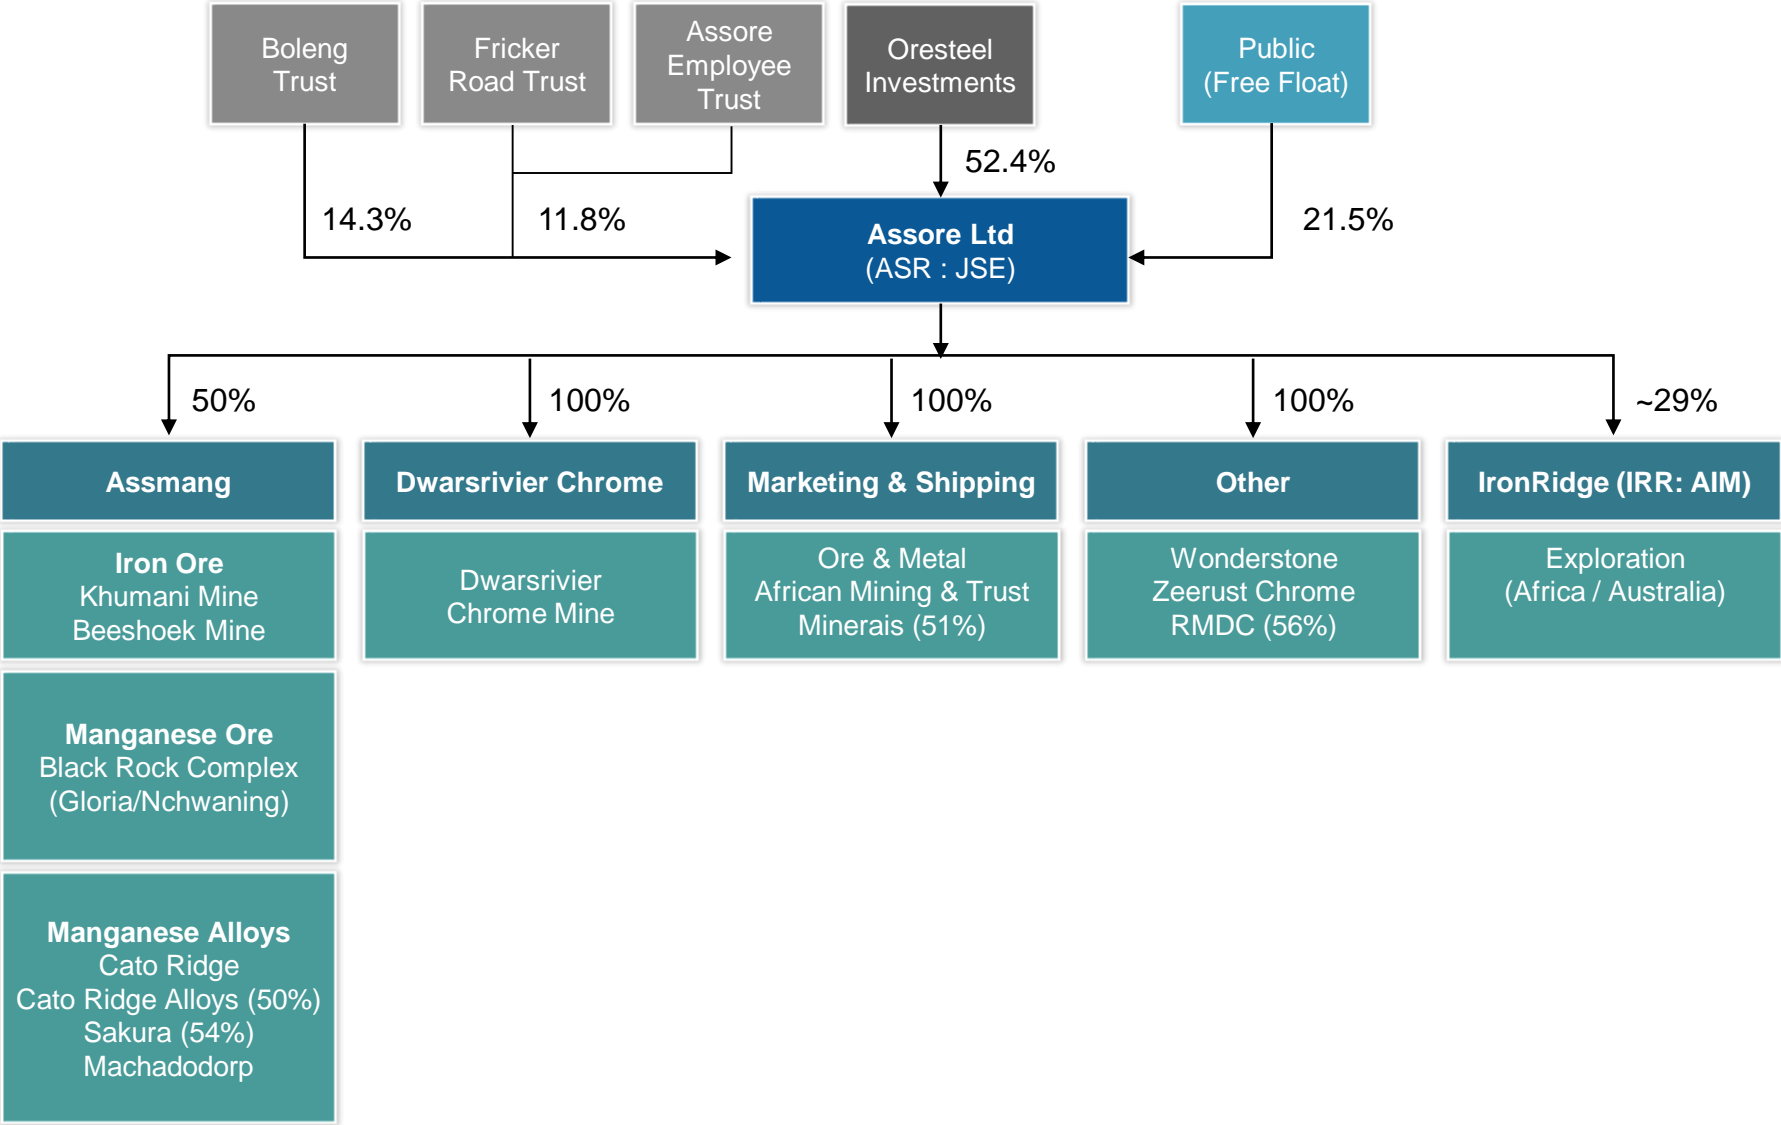 Boleng
Trust
Fricker
Road Trust
Assore
Employee
Trust
Oresteel
Investments
Public
(Free Float)
52.4%
14.3%
11.8%
21.5%
Assore Ltd
(ASR : JSE)
50%
100%
100%
100%
~29%
Assmang
Dwarsrivier Chrome
Marketing & Shipping
Other
IronRidge (IRR: AIM)
Iron Ore
Khumani Mine
Beeshoek Mine
Dwarsrivier
Chrome Mine
Ore & Metal
African Mining & Trust
Minerais (51%)
Wonderstone
Zeerust Chrome
RMDC (56%)
Exploration
(Africa / Australia)
Manganese Ore
Black Rock Complex
(Gloria/Nchwaning)
Manganese Alloys
Cato Ridge
Cato Ridge Alloys (50%)
Sakura (54%)
Machadodorp